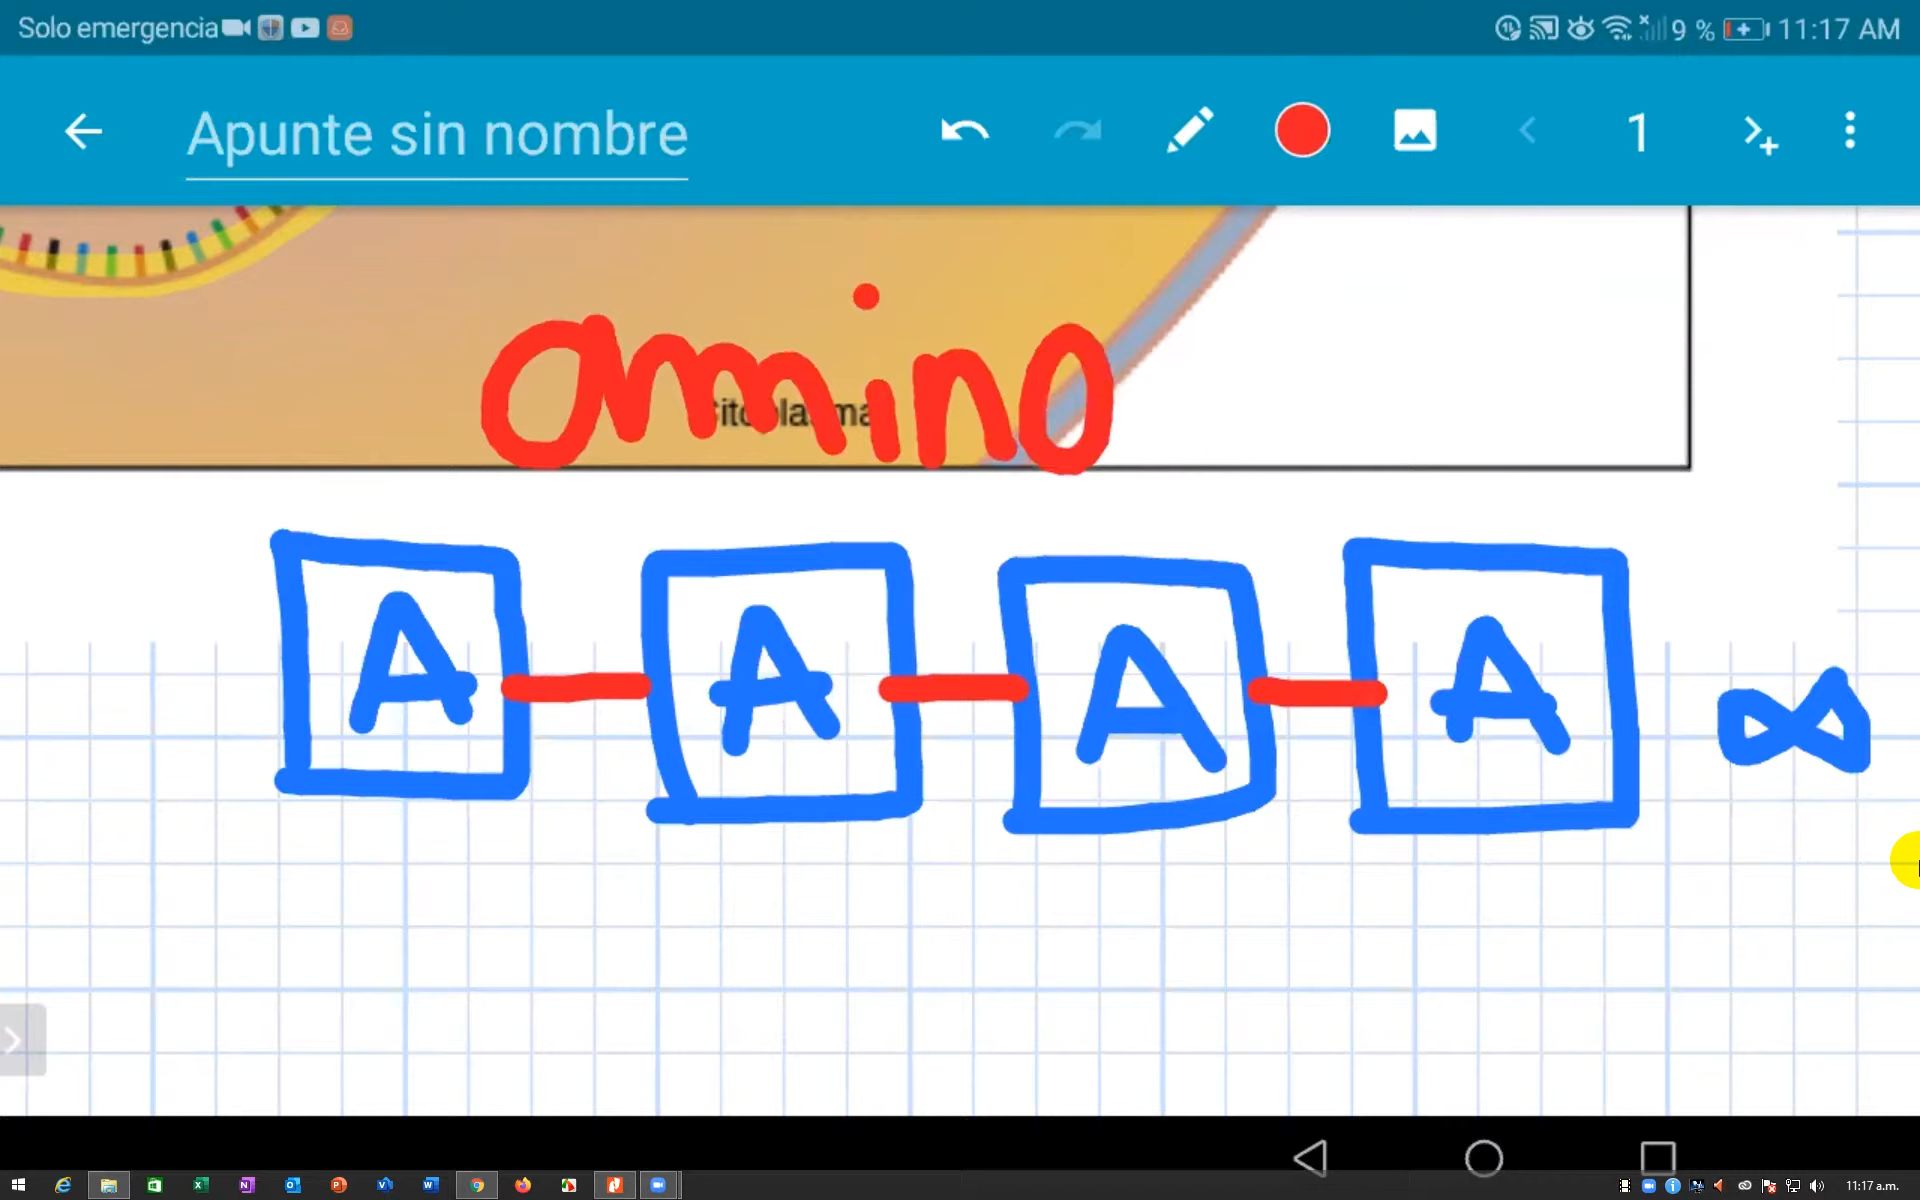 Solo emergencia 9 % 11:17 AM
Apunte sin nombre 1
amino
A A A A ∞
11:17 a.m.